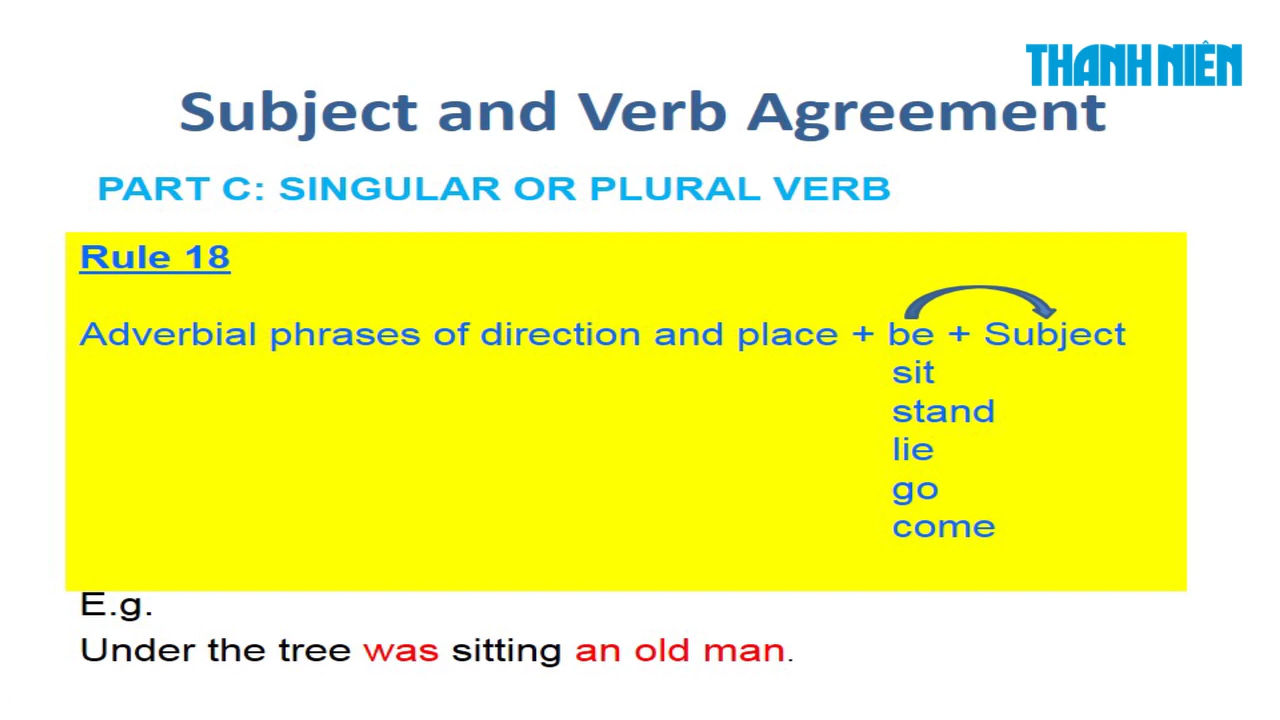 THANH NIÊN
Subject and Verb Agreement
PART C: SINGULAR OR PLURAL VERB
Rule 18
Adverbial phrases of direction and place + be + Subject
sit
stand
lie
go
come
E.g.
Under the tree was sitting an old man.